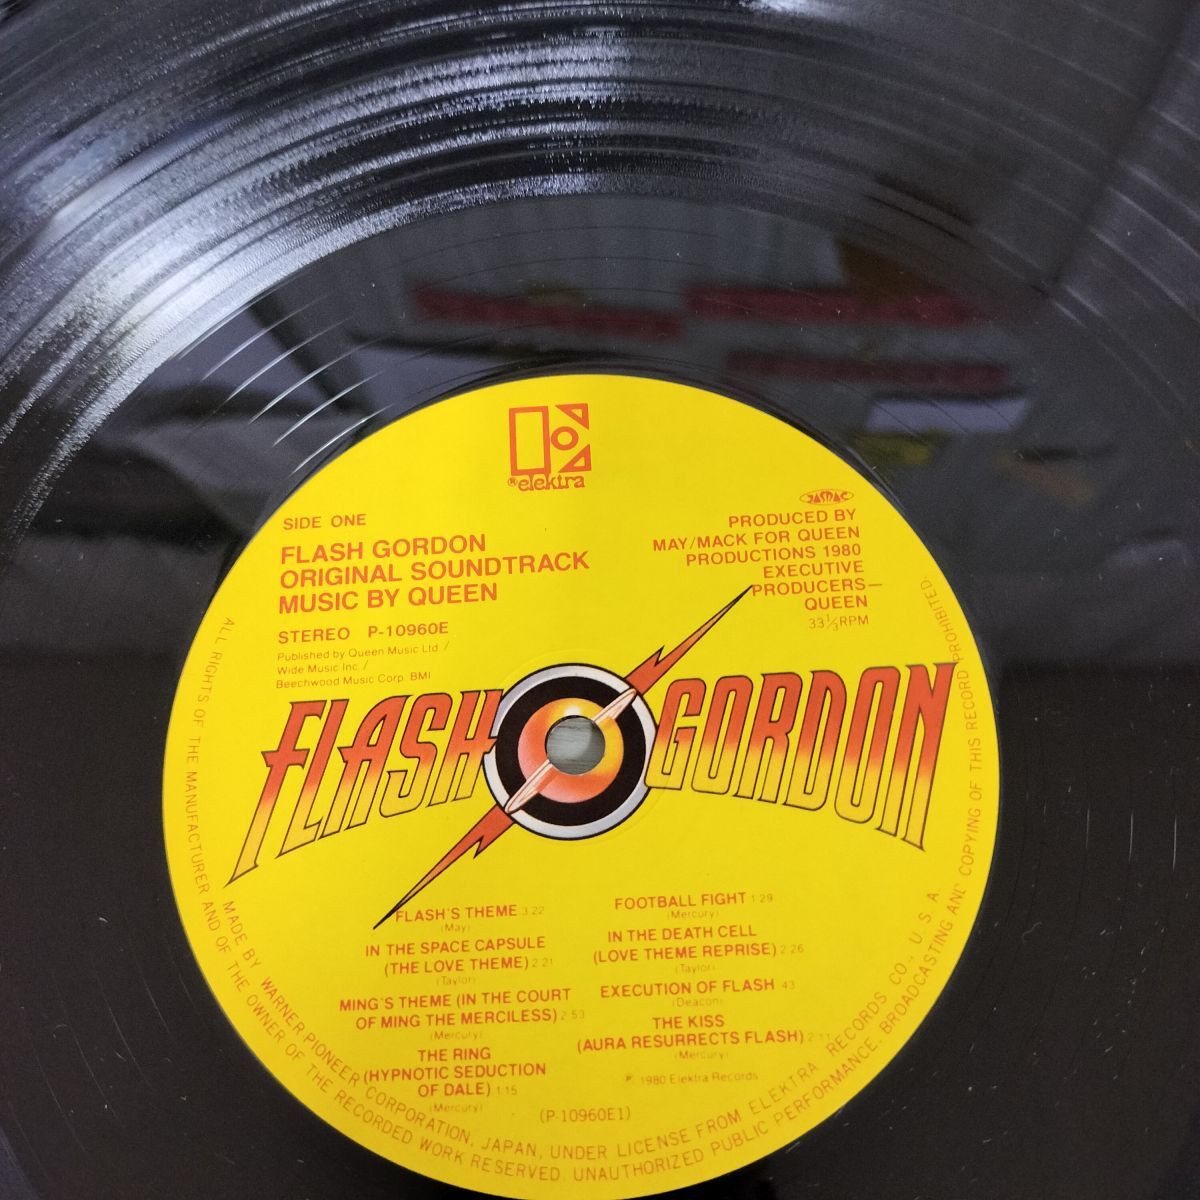 elektra
®
JASRAC
SIDE ONE
FLASH GORDON
ORIGINAL SOUNDTRACK
MUSIC BY QUEEN
STEREO P-10960E
Published by Queen Music Ltd. /
Wide Music Inc. /
Beechwood Music Corp. BMI
PRODUCED BY
MAY/MACK FOR QUEEN
PRODUCTIONS 1980
EXECUTIVE
PRODUCERS—
QUEEN
33⅓ RPM
FLASH GORDON
FLASH'S THEME 3:22
(May)
IN THE SPACE CAPSULE
(THE LOVE THEME) 2:21
(Taylor)
MING'S THEME (IN THE COURT
OF MING THE MERCILESS) 2:53
(Mercury)
THE RING
(HYPNOTIC SEDUCTION
OF DALE) 1:15
(Mercury)
FOOTBALL FIGHT 1:29
(Mercury)
IN THE DEATH CELL
(LOVE THEME REPRISE) 2:26
(Taylor)
EXECUTION OF FLASH :43
(Deacon)
THE KISS
(AURA RESURRECTS FLASH)
(Mercury)
℗ 1980 Elektra Records
(P-10960E1)
MADE BY WARNER-PIONEER CORPORATION, JAPAN, UNDER LICENSE FROM ELEKTRA RECORDS CO., U.S.A.
ALL RIGHTS OF THE MANUFACTURER AND OF THE OWNER OF THE RECORDED WORK RESERVED. UNAUTHORIZED PUBLIC PERFORMANCE, BROADCASTING AND COPYING OF THIS RECORD PROHIBITED.